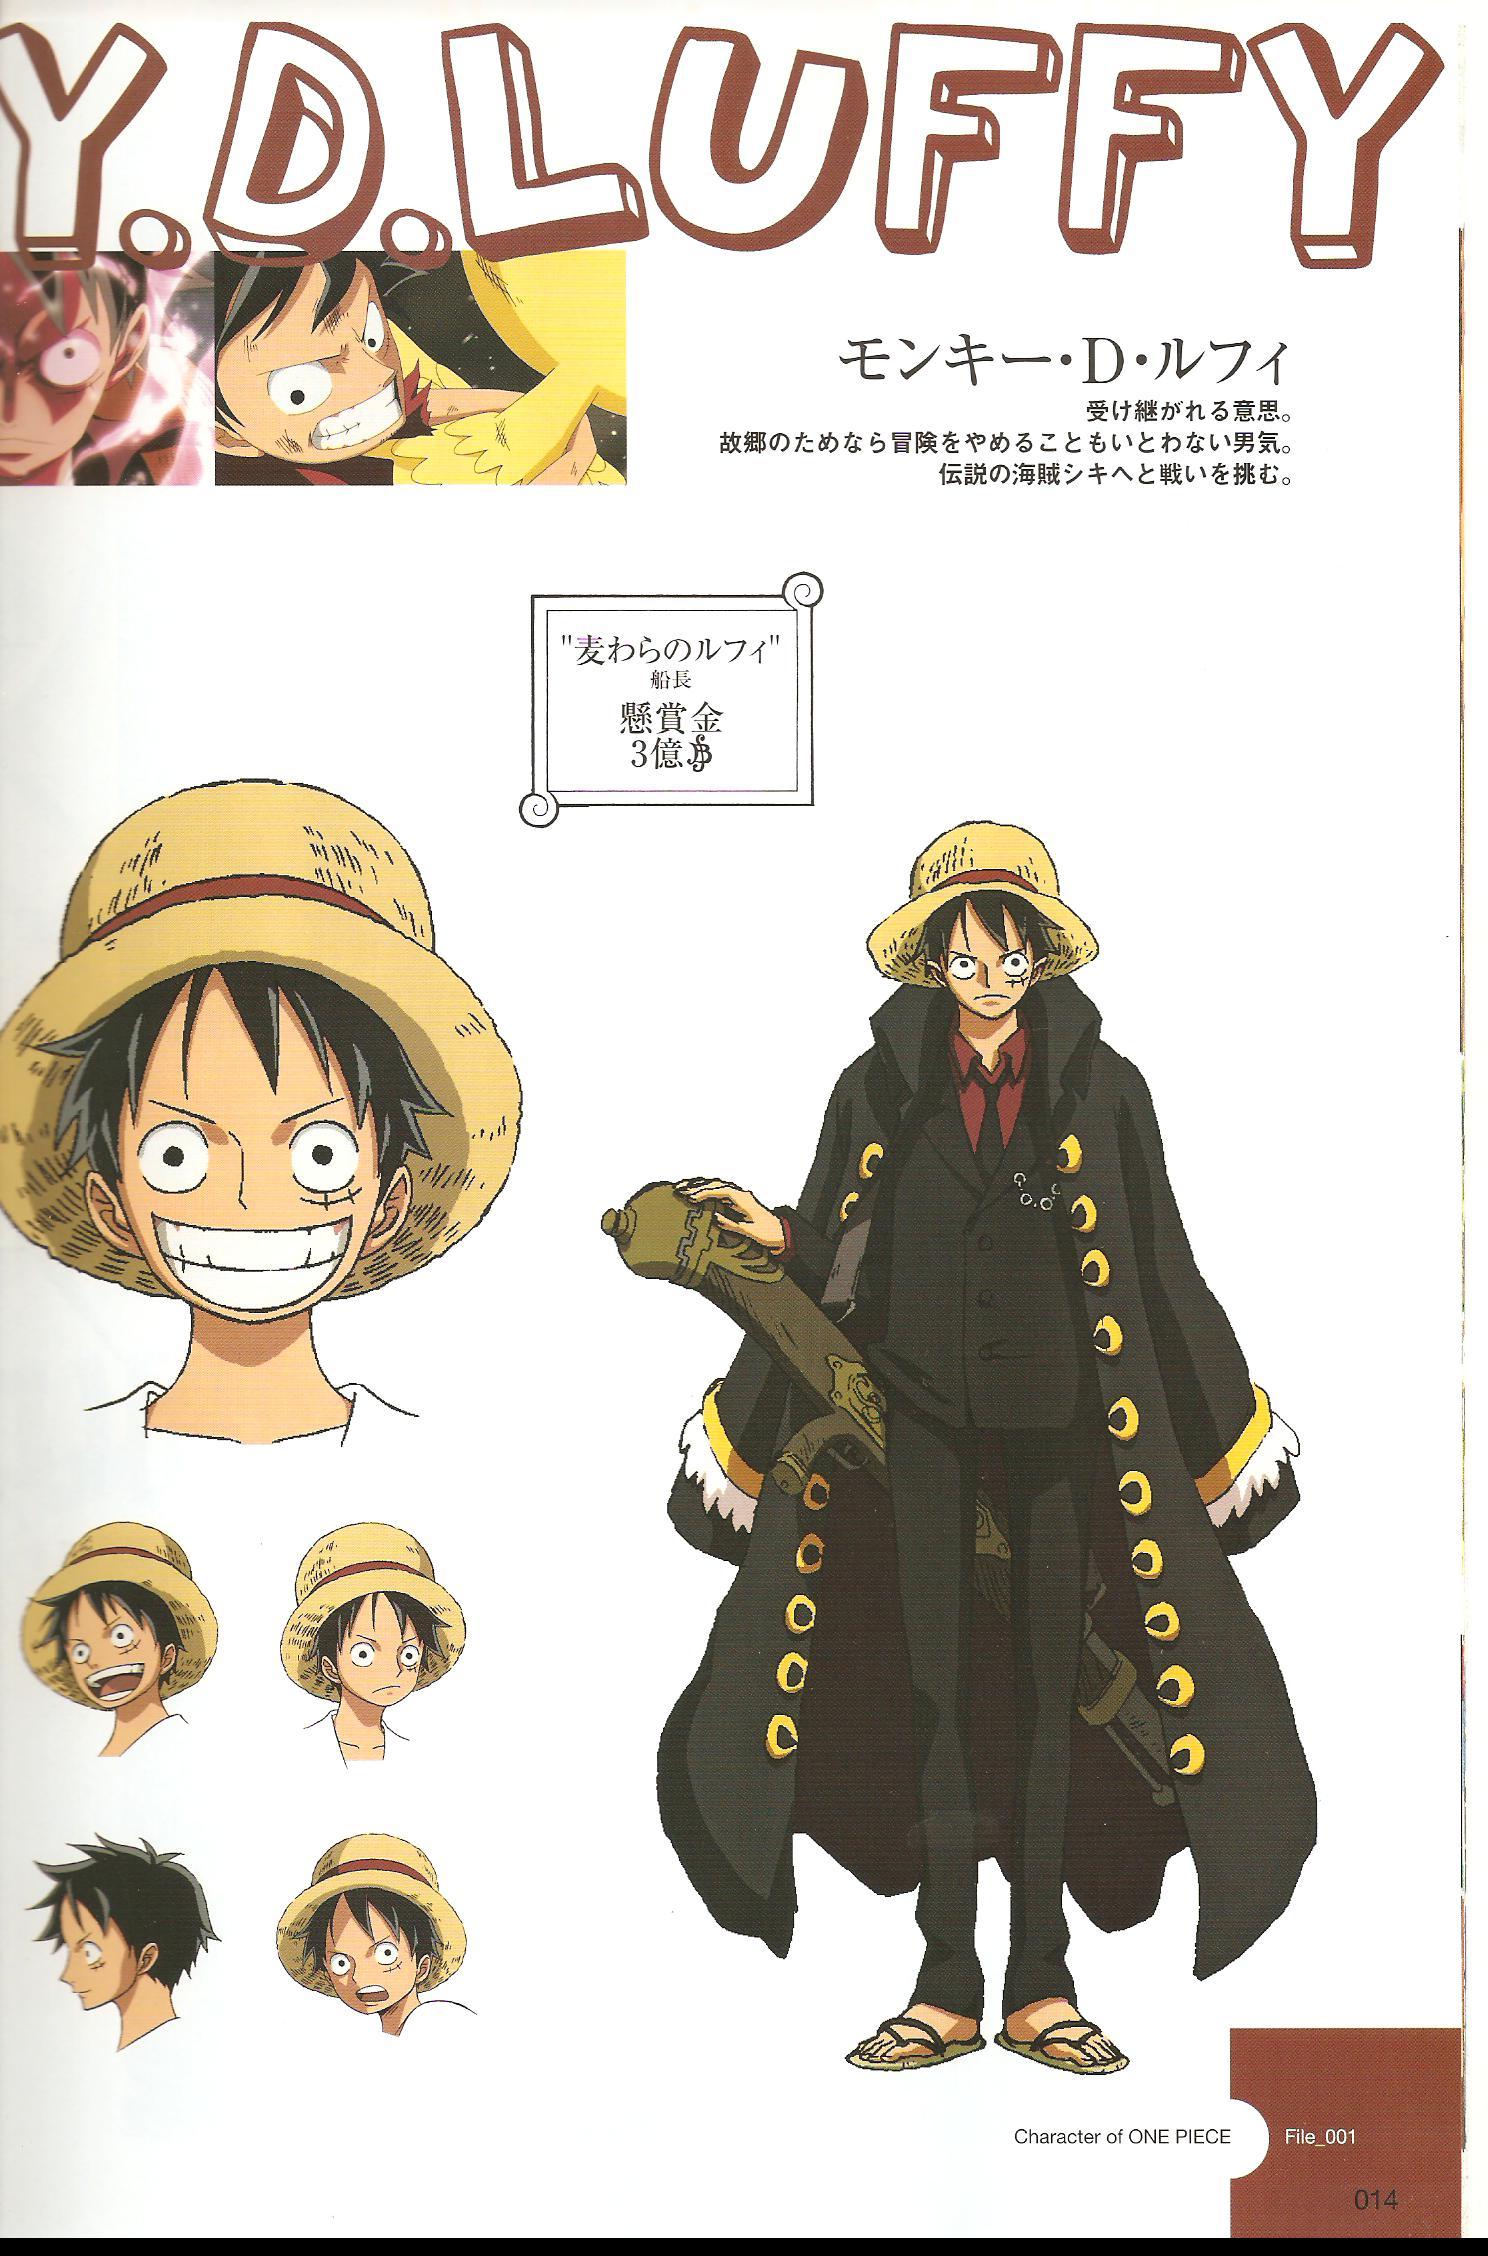 Y.D.LUFFY
モンキー・D・ルフィ
受け継がれる意思。
故郷のためなら冒険をやめることもいとわない男気。
伝説の海賊シキへと戦いを挑む。
"麦わらのルフィ"
船長
懸賞金
3億฿
Character of ONE PIECE
File_001
014